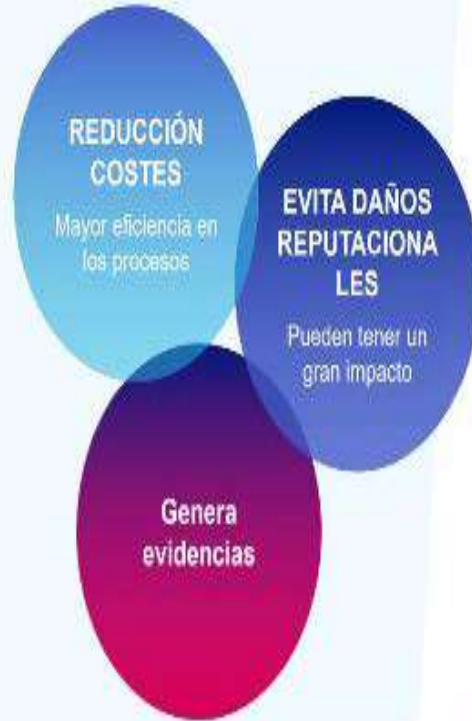 REDUCCIÓN
COSTES
Mayor eficiencia en
los procesos
EVITA DAÑOS
REPUTACIONA
LES
Pueden tener un
gran impacto
Genera
evidencias